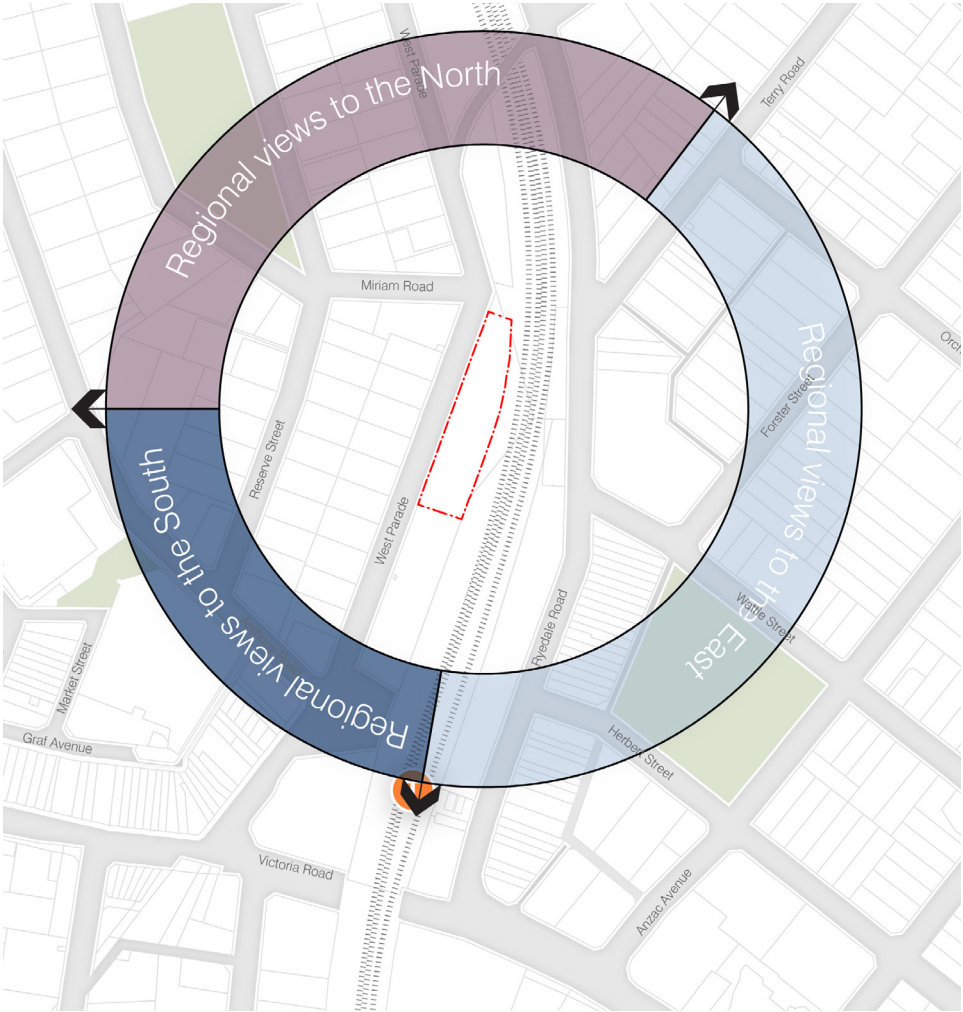 West Parade
Regional views to the North
Terry Road
Miriam Road
Regional views to the East
Forster Street
Reserve Street
West Parade
Regional views to the South
Wattle Street
Ryedale Road
Market Street
Graf Avenue
Herbert Street
Victoria Road
Anzac Avenue